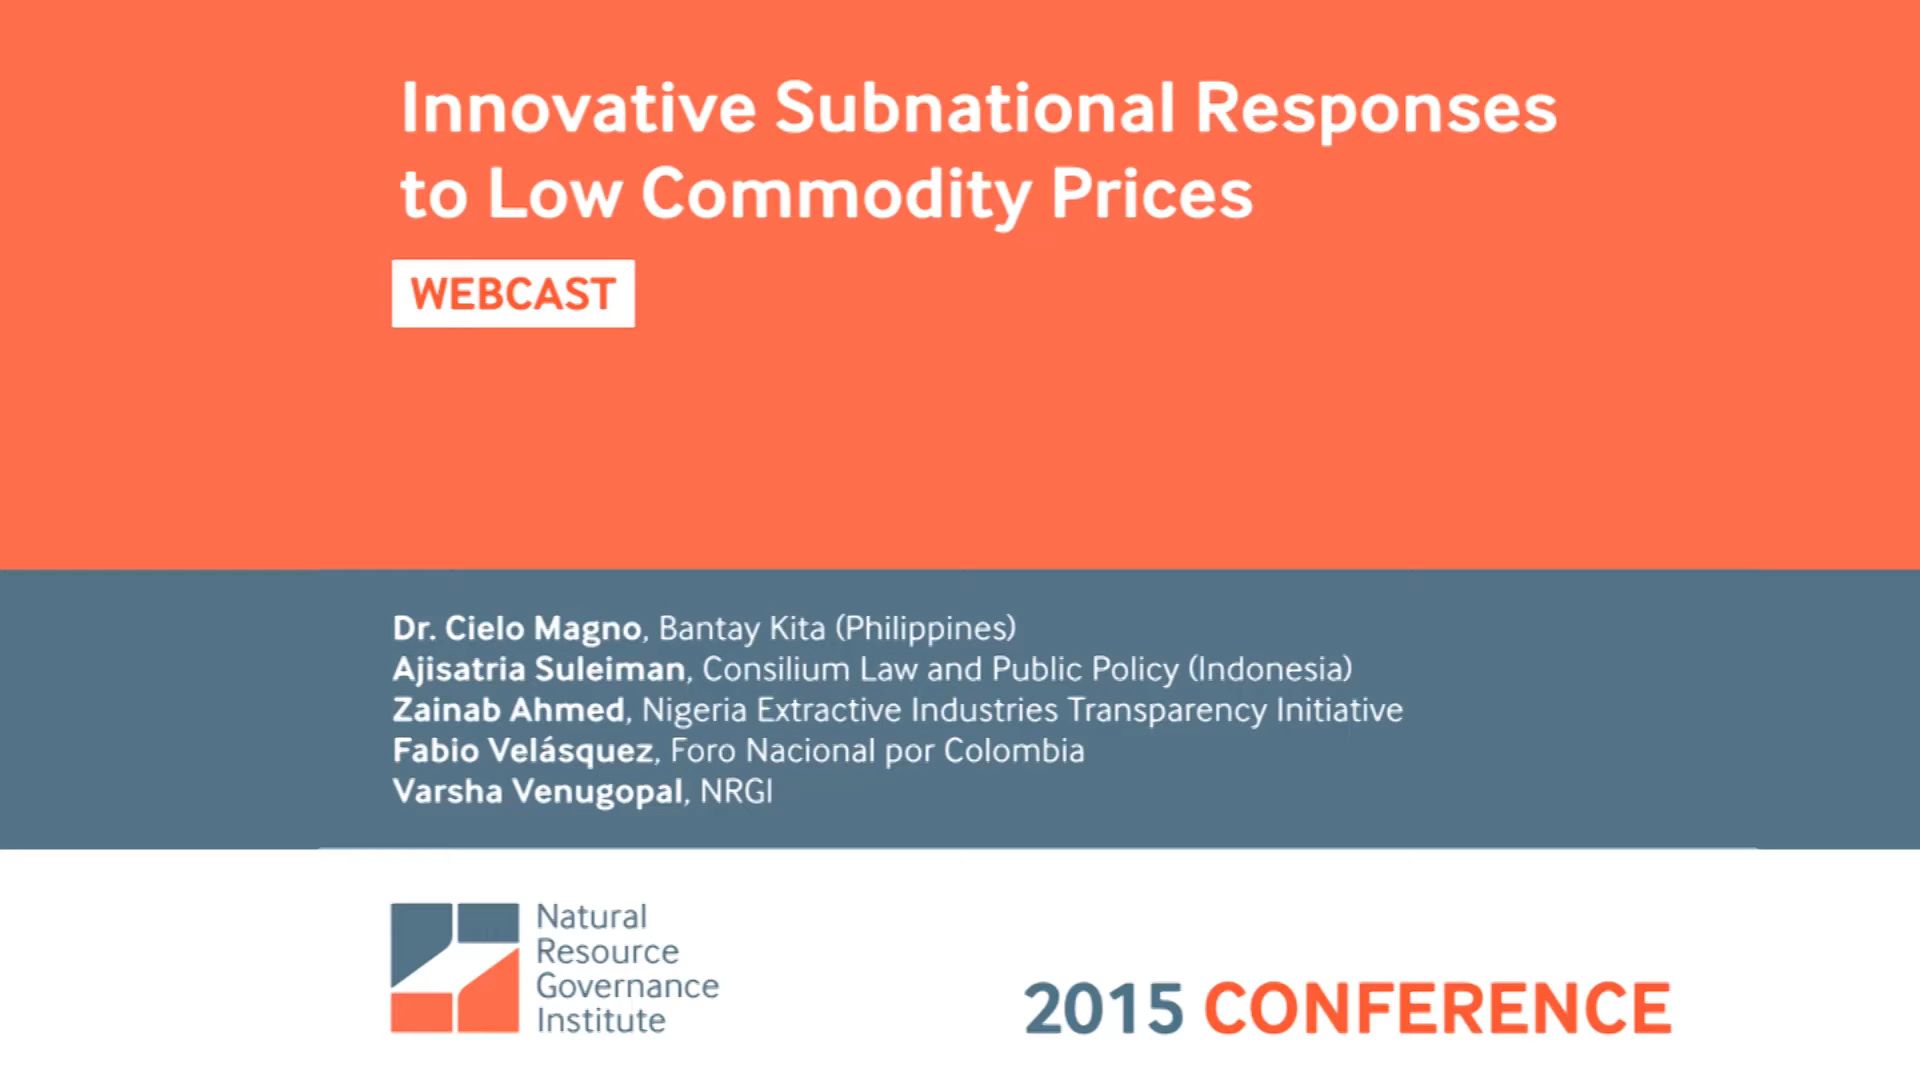 Innovative Subnational Responses
to Low Commodity Prices
WEBCAST
Dr. Cielo Magno, Bantay Kita (Philippines)
Ajisatria Suleiman, Consilium Law and Public Policy (Indonesia)
Zainab Ahmed, Nigeria Extractive Industries Transparency Initiative
Fabio Velásquez, Foro Nacional por Colombia
Varsha Venugopal, NRGI
Natural
Resource
Governance
Institute
2015 CONFERENCE